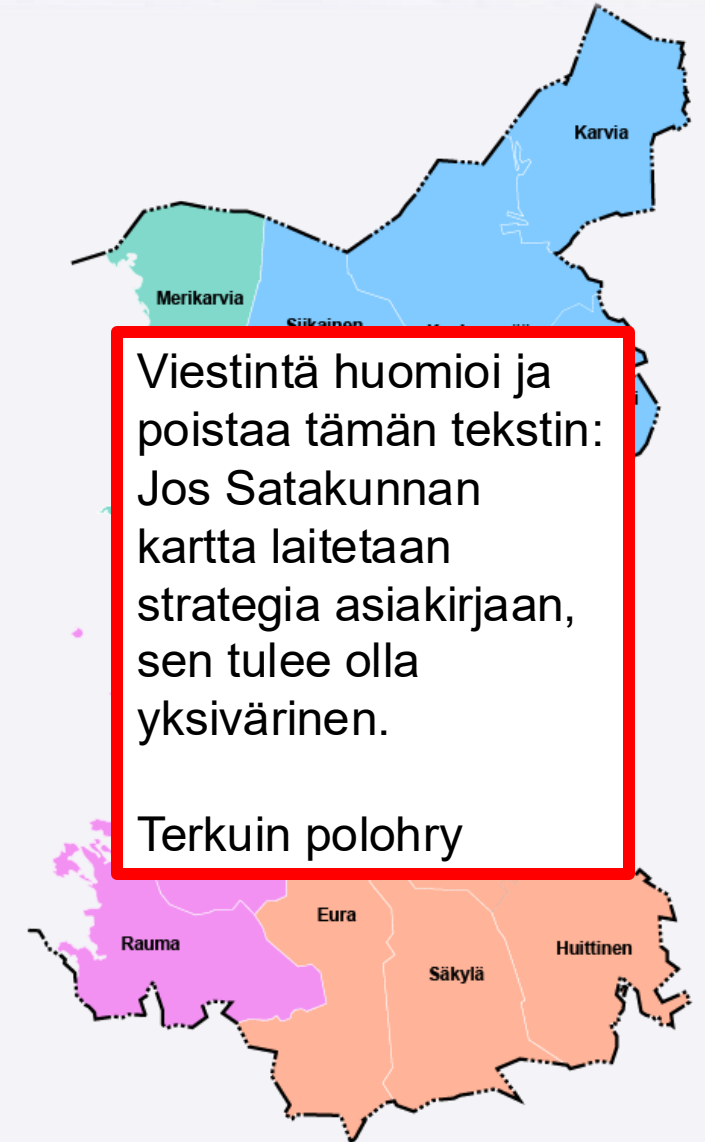 Karvia
Merikarvia
Siikainen
Viestintä huomioi ja
poistaa tämän tekstin:
Jos Satakunnan
kartta laitetaan
strategia asiakirjaan,
sen tulee olla
yksivärinen.
Terkuin polohry
Eura
Rauma
Huittinen
Säkylä